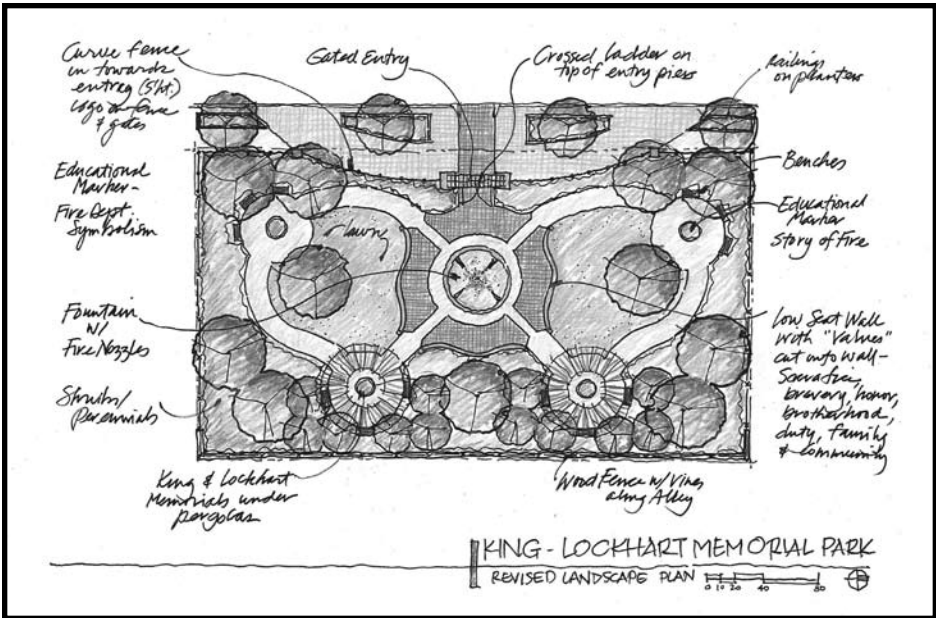 Curve fence
in towards
entrag (5'ht.)
logo on fence
& gates
Gated Entry
Crossed ladder on
top of entry piers
Railings
on planters
Educational
Marker -
Fire Dept
Symbolism
Benches
Educational
Marker
Story of Fire
lawn
Fountain
w/
Fire Nozzles
Low Seat Wall
with "Values"
cut into wall-
Sacrifice,
bravery, honor,
brotherhood,
duty, family
& community
Shrubs/
perennials
King & Lockhart
Memorials under
pergolas
Wood Fence w/ Vines
along Alley
KING - LOCKHART MEMORIAL PARK
REVISED LANDSCAPE PLAN
0 10 20 40 80